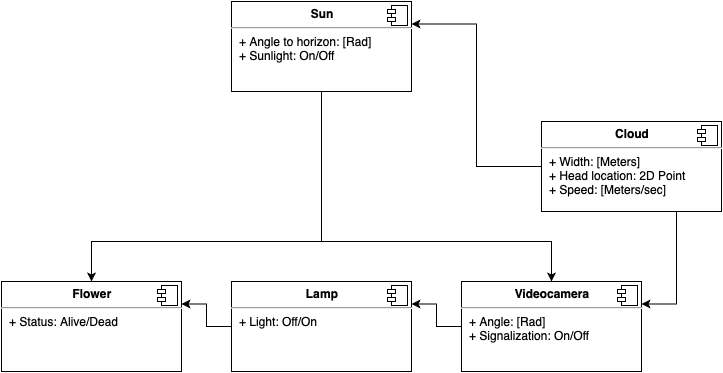 Sun
+ Angle to horizon: [Rad]
+ Sunlight: On/Off
Cloud
+ Width: [Meters]
+ Head location: 2D Point
+ Speed: [Meters/sec]
Flower
+ Status: Alive/Dead
Lamp
+ Light: Off/On
Videocamera
+ Angle: [Rad]
+ Signalization: On/Off